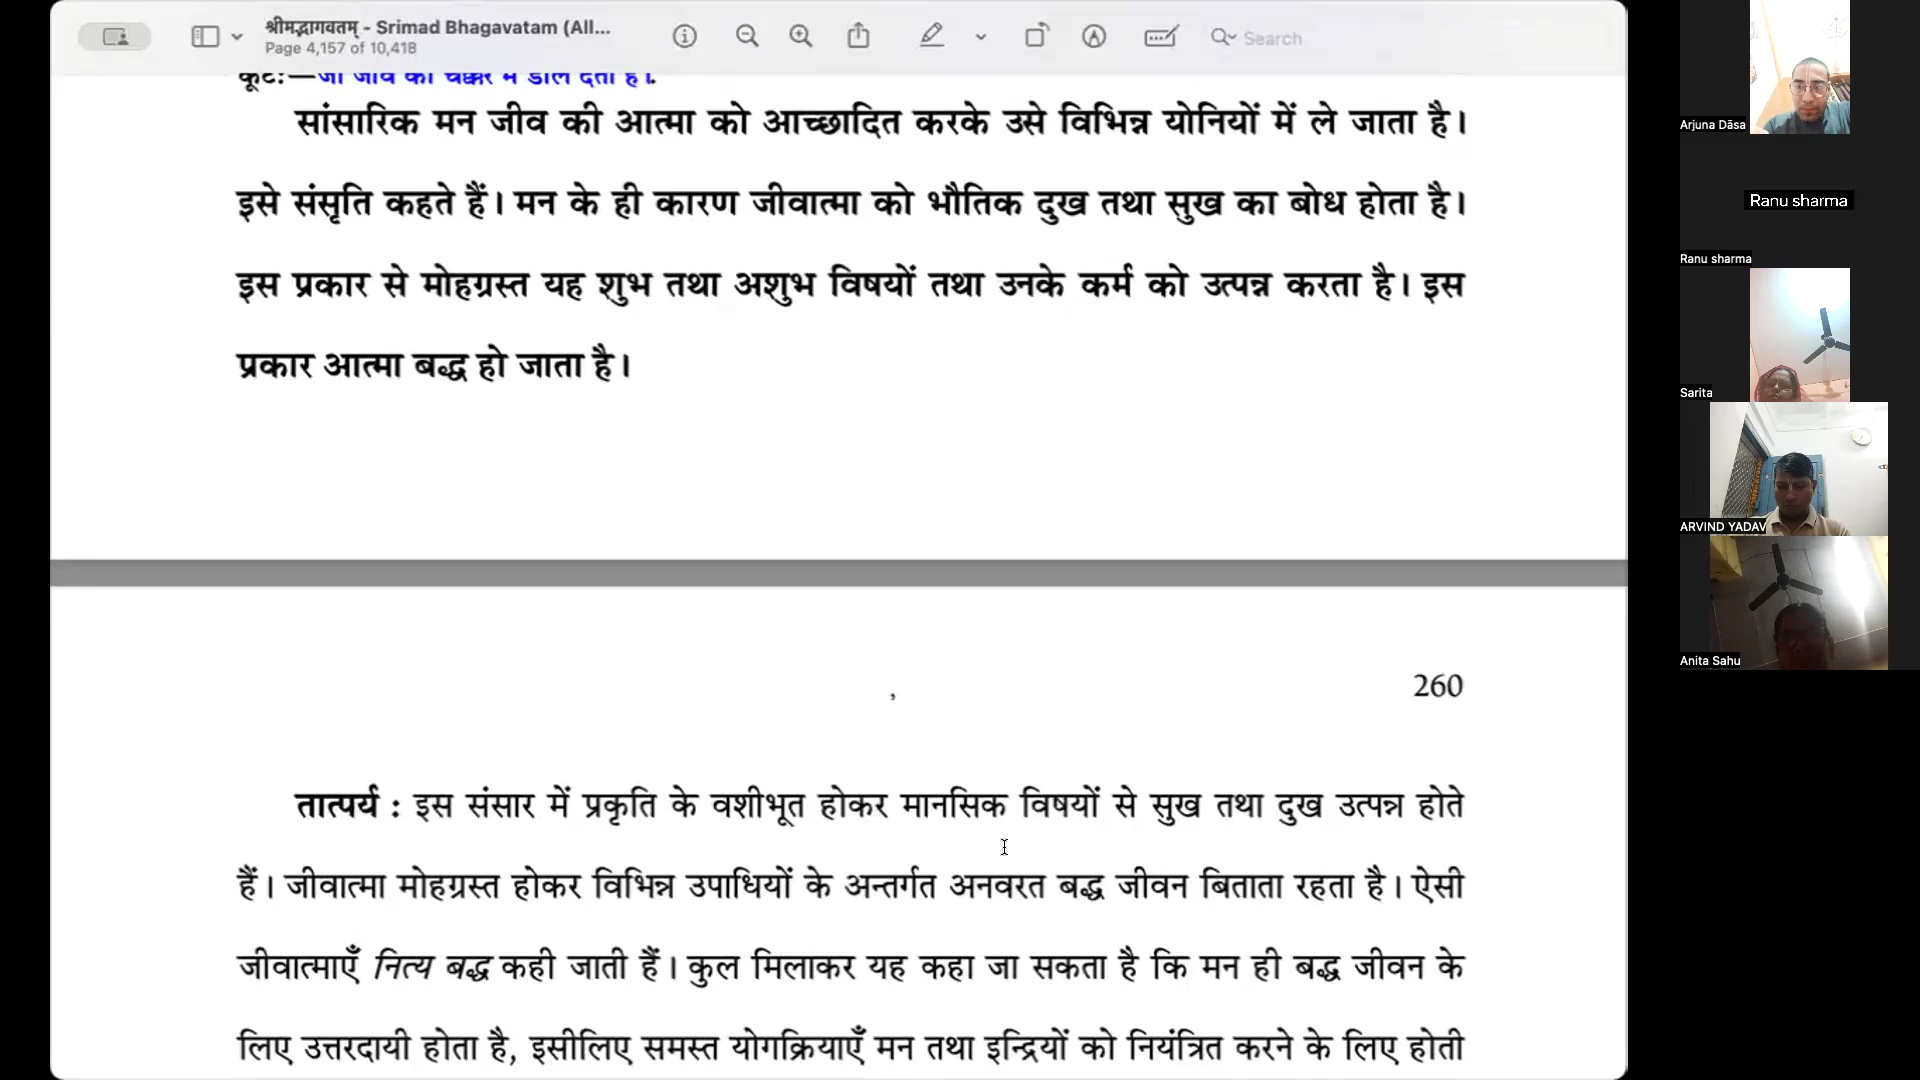 श्रीमद्भागवतम् - Srimad Bhagavatam (All...
Page 4,157 of 10,418
Search
कूटः—जो जीव को चक्कर में डाल देता है।.
सांसारिक मन जीव की आत्मा को आच्छादित करके उसे विभिन्न योनियों में ले जाता है।
इसे संसृति कहते हैं। मन के ही कारण जीवात्मा को भौतिक दुख तथा सुख का बोध होता है।
इस प्रकार से मोहग्रस्त यह शुभ तथा अशुभ विषयों तथा उनके कर्म को उत्पन्न करता है। इस
प्रकार आत्मा बद्ध हो जाता है।
260
तात्पर्य : इस संसार में प्रकृति के वशीभूत होकर मानसिक विषयों से सुख तथा दुख उत्पन्न होते
हैं। जीवात्मा मोहग्रस्त होकर विभिन्न उपाधियों के अन्तर्गत अनवरत बद्ध जीवन बिताता रहता है। ऐसी
जीवात्माएँ नित्य बद्ध कही जाती हैं। कुल मिलाकर यह कहा जा सकता है कि मन ही बद्ध जीवन के
लिए उत्तरदायी होता है, इसीलिए समस्त योगक्रियाएँ मन तथा इन्द्रियों को नियंत्रित करने के लिए होती
Arjuna Dāsa
Ranu sharma
Ranu sharma
Sarita
ARVIND YADAV
Anita Sahu